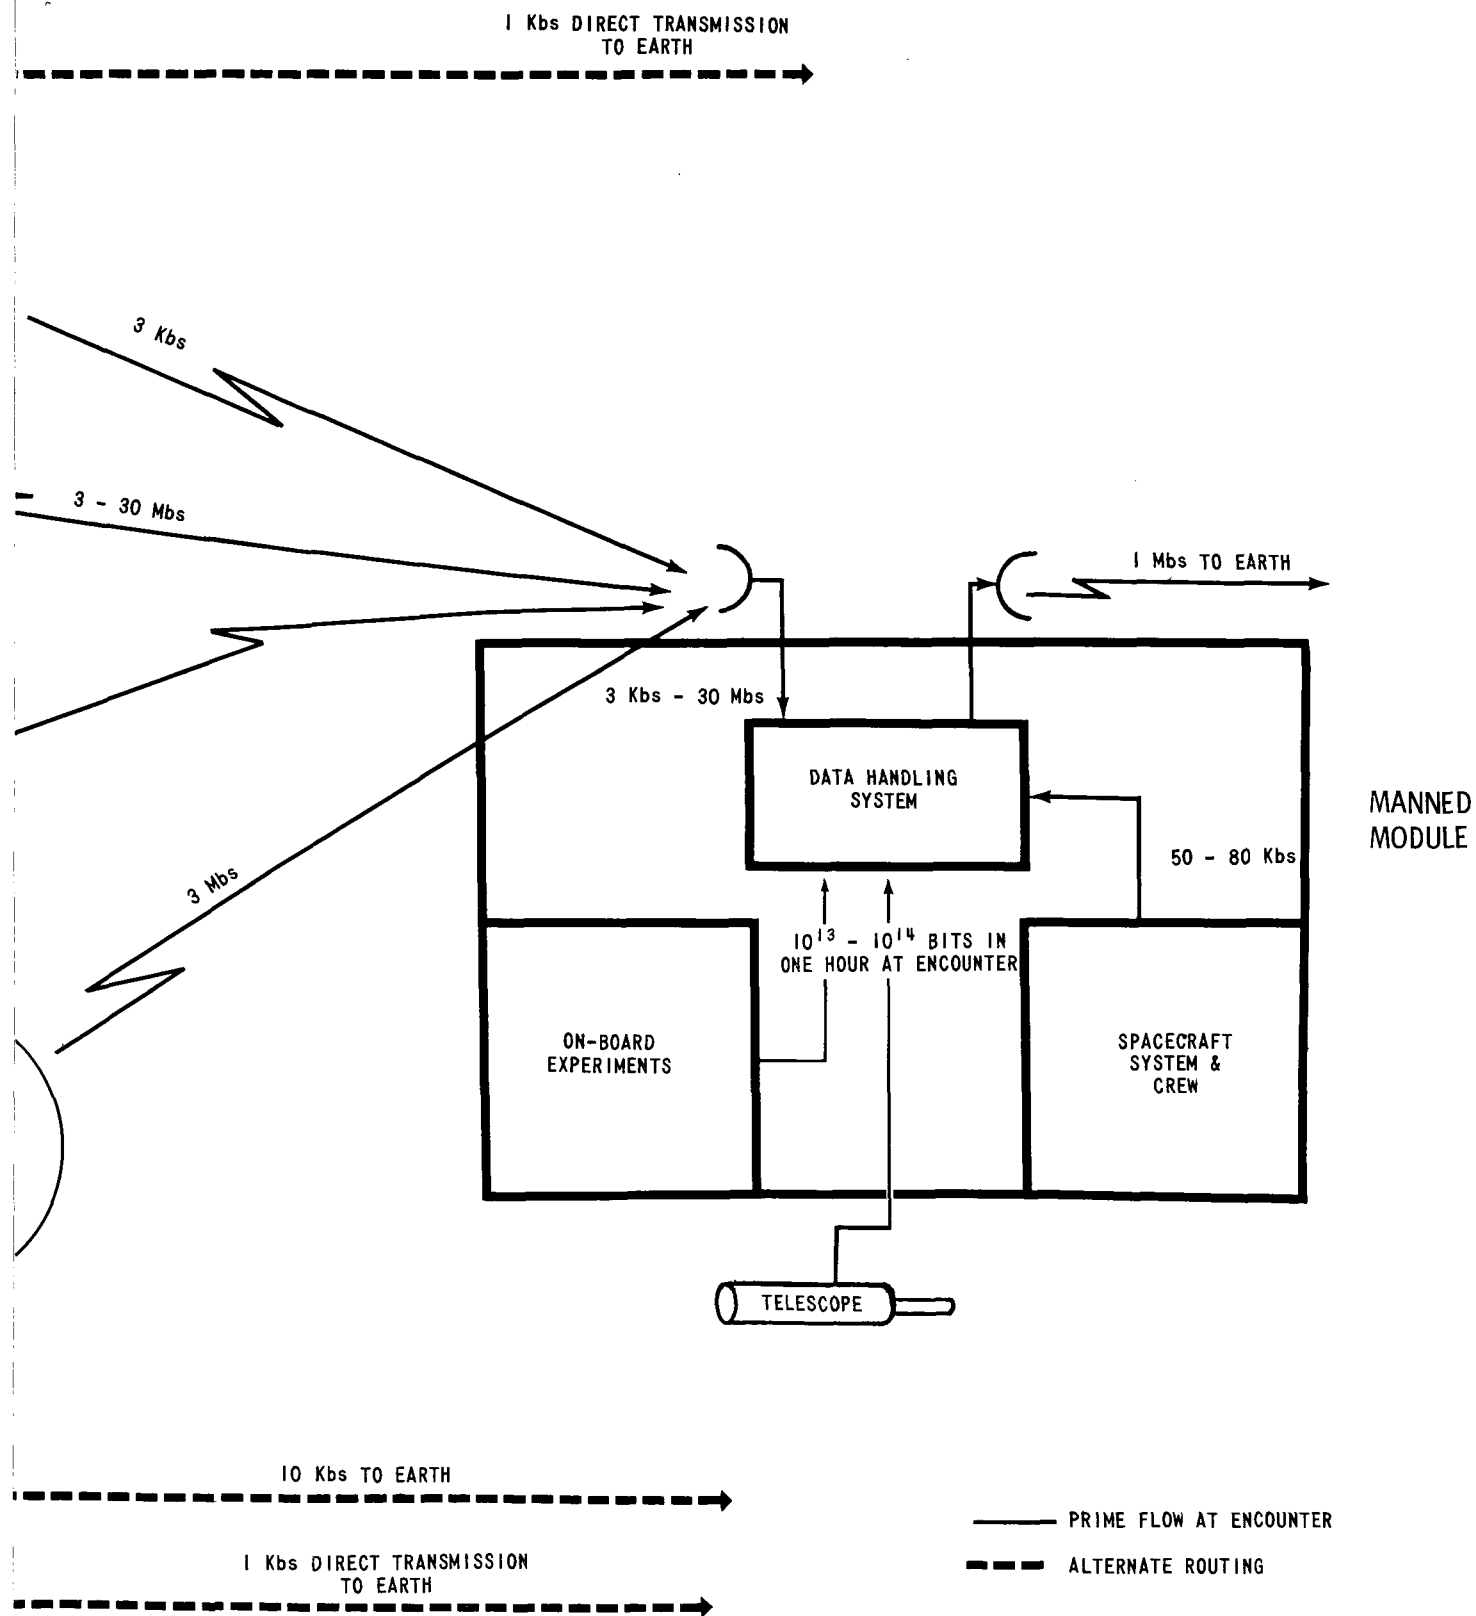 1 Kbs DIRECT TRANSMISSION
TO EARTH
3 Kbs
3 - 30 Mbs
1 Mbs TO EARTH
3 Kbs - 30 Mbs
DATA HANDLING
SYSTEM
MANNED
MODULE
50 - 80 Kbs
3 Mbs
10¹³ - 10¹⁴ BITS IN
ONE HOUR AT ENCOUNTER
ON-BOARD
EXPERIMENTS
SPACECRAFT
SYSTEM &
CREW
TELESCOPE
10 Kbs TO EARTH
PRIME FLOW AT ENCOUNTER
1 Kbs DIRECT TRANSMISSION
TO EARTH
ALTERNATE ROUTING